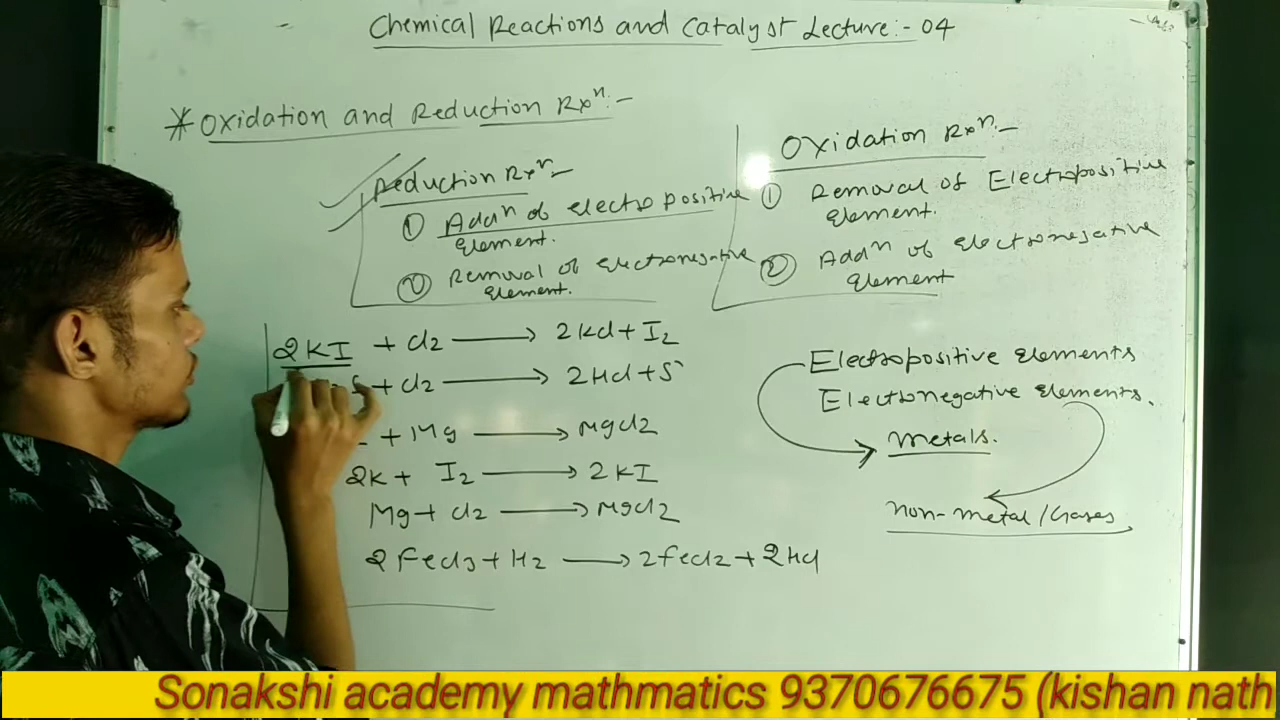 Chemical Reactions and Catalyst Lecture:- 04
* Oxidation and Reduction Rxⁿ:-
Reduction Rxⁿ:-
① Addⁿ of electropositive
Element.
② Removal of electronegative
Element.
Oxidation Rxⁿ:-
① Removal of Electropositive
Element.
② Addⁿ of electronegative
Element
2KI + Cl2 ⟶ 2KCl + I2
+ Cl2 ⟶ 2HCl + S
+ Mg ⟶ MgCl2
2K + I2 ⟶ 2KI
Mg + Cl2 ⟶ MgCl2
2FeCl3 + H2 ⟶ 2FeCl2 + 2HCl
Electropositive Elements
Electonegative Elements.
Metals.
non-metal/Gases
Sonakshi academy mathmatics 9370676675 (kishan nath